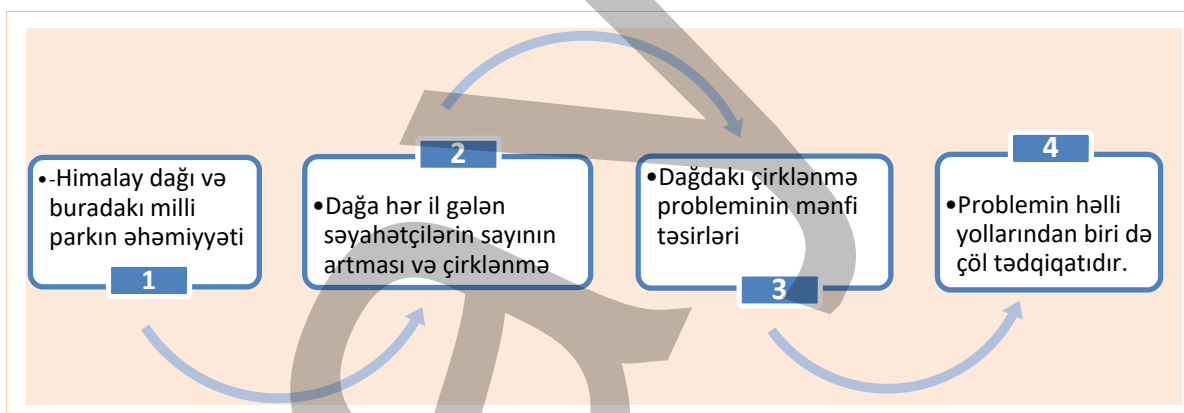 •-Himalay dağı və
buradakı milli
parkın əhəmiyyəti
1
2
•Dağa hər il gələn
səyahətçilərin sayının
artması və çirklənmə
•Dağdakı çirklənmə
probleminin mənfi
təsirləri
3
4
•Problemin həlli
yollarından biri də
çöl tədqiqatıdır.